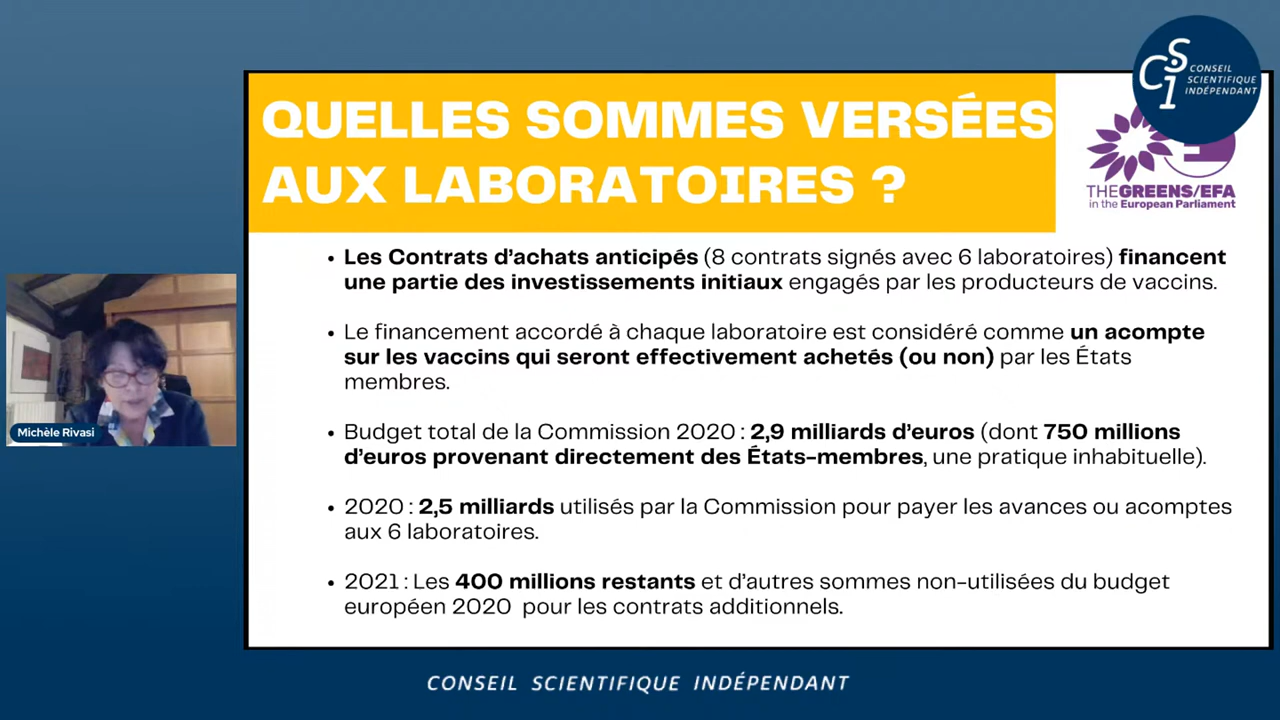 CSI CONSEIL
SCIENTIFIQUE
INDÉPENDANT
QUELLES SOMMES VERSÉES
AUX LABORATOIRES ?
THE GREENS/EFA
in the European Parliament
• Les Contrats d’achats anticipés (8 contrats signés avec 6 laboratoires) financent
une partie des investissements initiaux engagés par les producteurs de vaccins.
• Le financement accordé à chaque laboratoire est considéré comme un acompte
sur les vaccins qui seront effectivement achetés (ou non) par les États
membres.
• Budget total de la Commission 2020 : 2,9 milliards d’euros (dont 750 millions
d’euros provenant directement des États-membres, une pratique inhabituelle).
• 2020 : 2,5 milliards utilisés par la Commission pour payer les avances ou acomptes
aux 6 laboratoires.
• 2021 : Les 400 millions restants et d’autres sommes non-utilisées du budget
européen 2020 pour les contrats additionnels.
Michèle Rivasi
CONSEIL SCIENTIFIQUE INDÉPENDANT